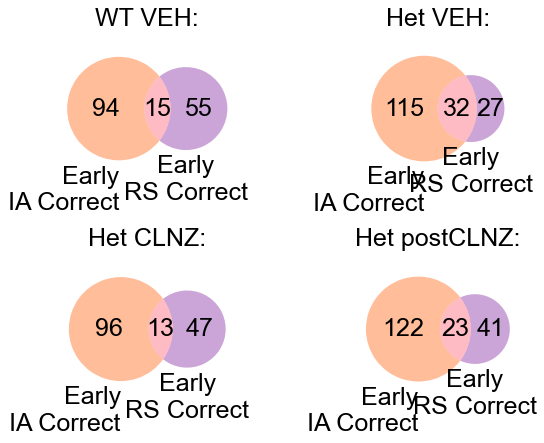 WT VEH:
94 15 55
Early
IA Correct
Early
RS Correct
Het VEH:
115 32 27
Early
IA Correct
Early
RS Correct
Het CLNZ:
96 13 47
Early
IA Correct
Early
RS Correct
Het postCLNZ:
122 23 41
Early
IA Correct
Early
RS Correct